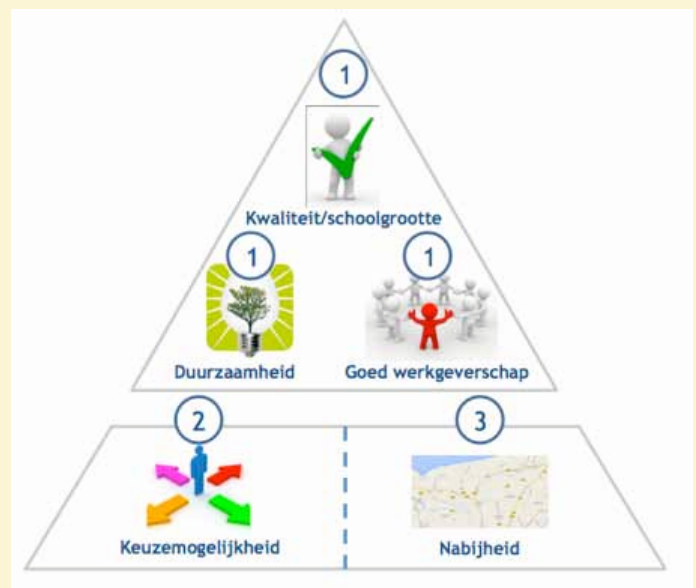 1
Kwaliteit/schoolgrootte
1 1
Duurzaamheid Goed werkgeverschap
2 3
Keuzemogelijkheid Nabijheid